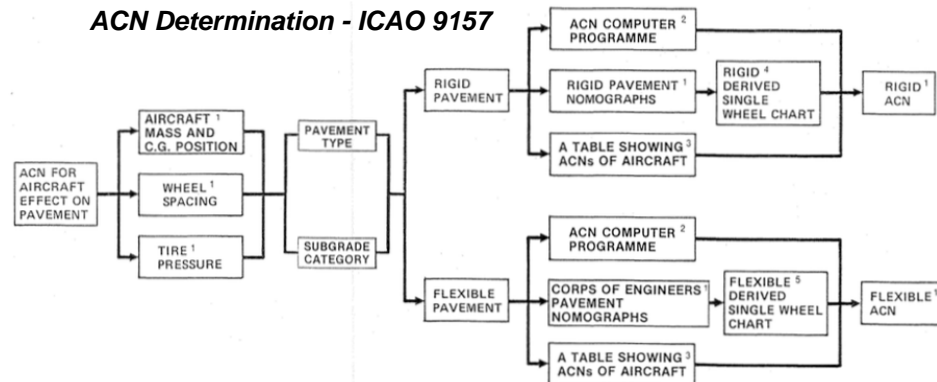 ACN Determination - ICAO 9157
ACN FOR
AIRCRAFT
EFFECT ON
PAVEMENT
AIRCRAFT 1
MASS AND
C.G. POSITION
WHEEL 1
SPACING
TIRE 1
PRESSURE
PAVEMENT
TYPE
SUBGRADE
CATEGORY
RIGID
PAVEMENT
ACN COMPUTER 2
PROGRAMME
RIGID PAVEMENT 1
NOMOGRAPHS
A TABLE SHOWING 3
ACNs OF AIRCRAFT
RIGID 4
DERIVED
SINGLE
WHEEL CHART
RIGID 1
ACN
FLEXIBLE
PAVEMENT
ACN COMPUTER 2
PROGRAMME
CORPS OF ENGINEERS 1
PAVEMENT
NOMOGRAPHS
A TABLE SHOWING 3
ACNs OF AIRCRAFT
FLEXIBLE 5
DERIVED
SINGLE WHEEL
CHART
FLEXIBLE 1
ACN